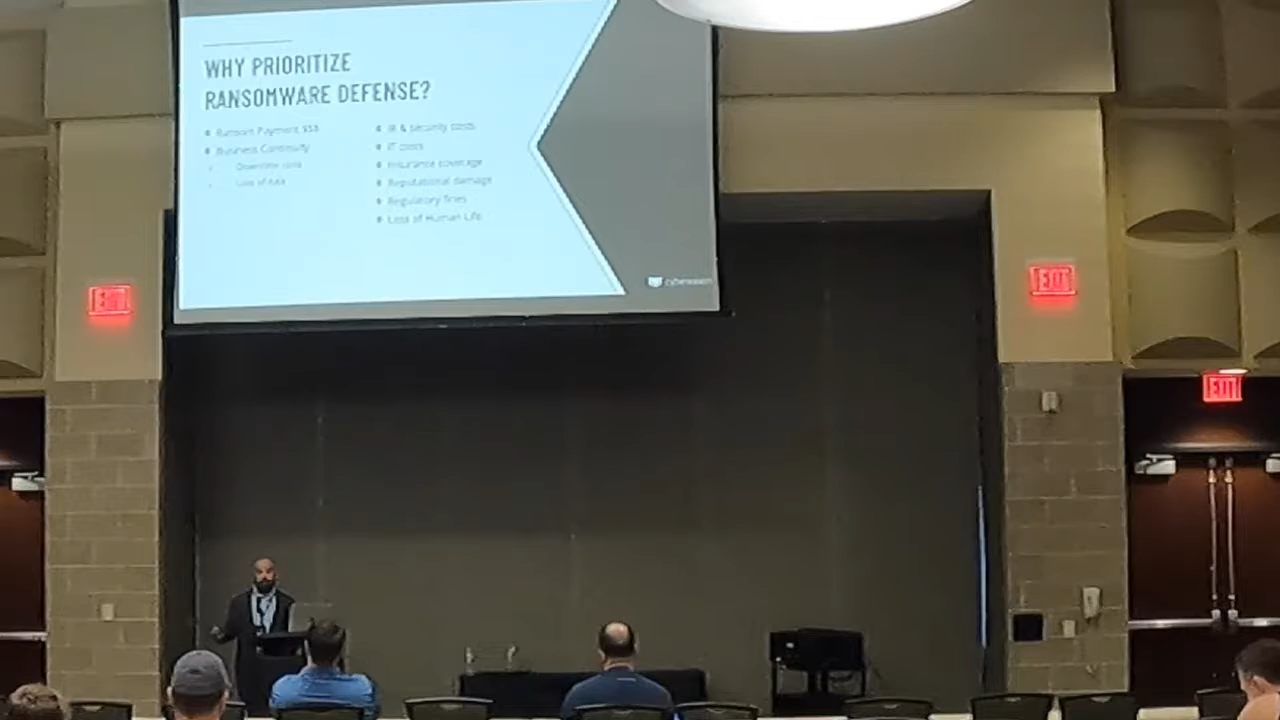 WHY PRIORITIZE
RANSOMWARE DEFENSE?
Ransom Payment $$$
Business Continuity
Downtime costs
Loss of data
IR & security costs
IT costs
Insurance coverage
Reputational damage
Regulatory fines
Loss of Human Life
cybereason
EXIT
EXIT
EXIT